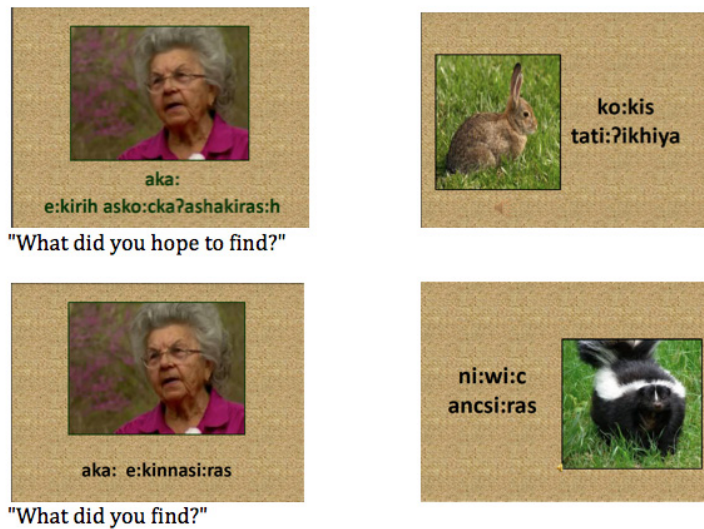 aka:
e:kirih asko:cka?ashakiras:h
"What did you hope to find?"
ko:kis
tati:?ikhiya
aka: e:kinnasi:ras
"What did you find?"
ni:wi:c
ancsi:ras